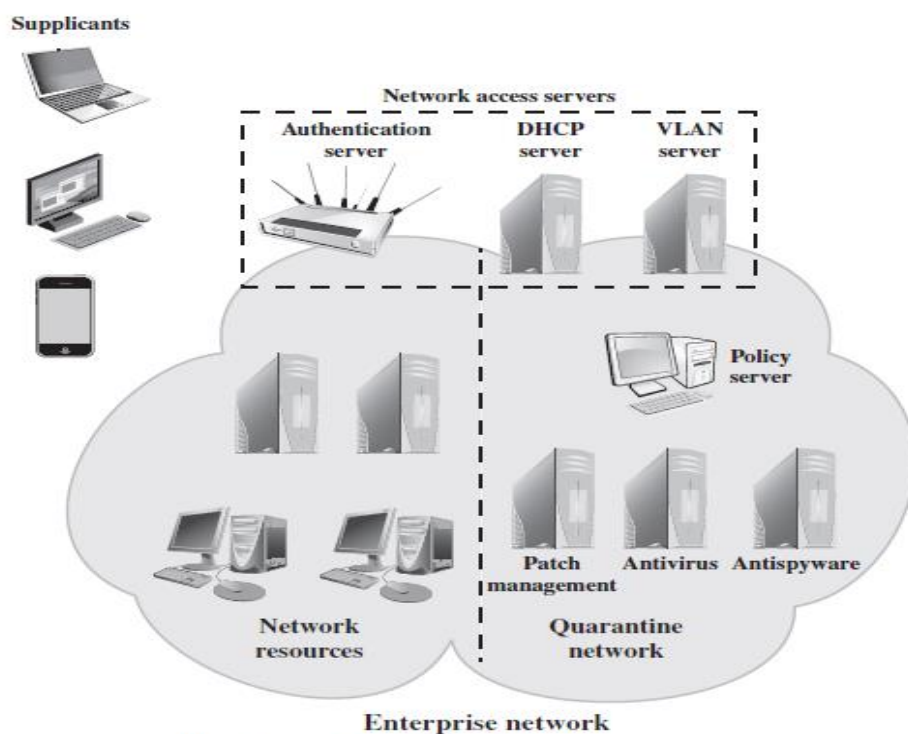 Supplicants
Network access servers
Authentication
server
DHCP
server
VLAN
server
Policy
server
Patch
management
Antivirus
Antispyware
Network
resources
Quarantine
network
Enterprise network